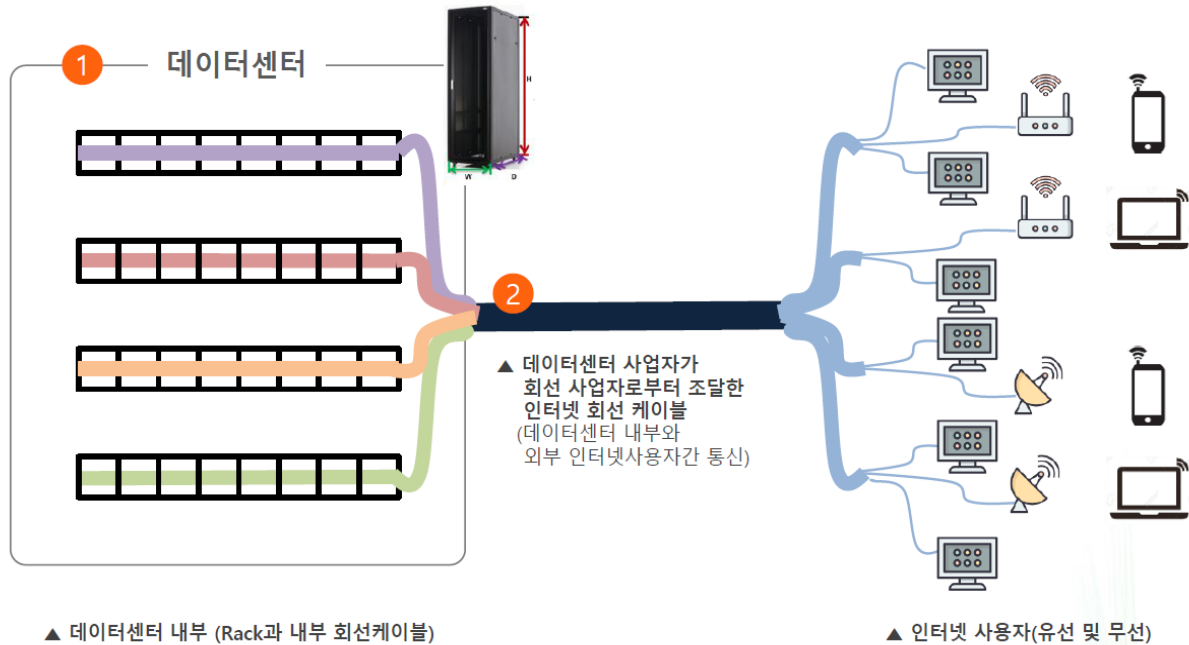 1
데이터센터
H
W
D
2
▲ 데이터센터 사업자가
회선 사업자로부터 조달한
인터넷 회선 케이블
(데이터센터 내부와
외부 인터넷사용자간 통신)
▲ 데이터센터 내부 (Rack과 내부 회선케이블)
▲ 인터넷 사용자(유선 및 무선)